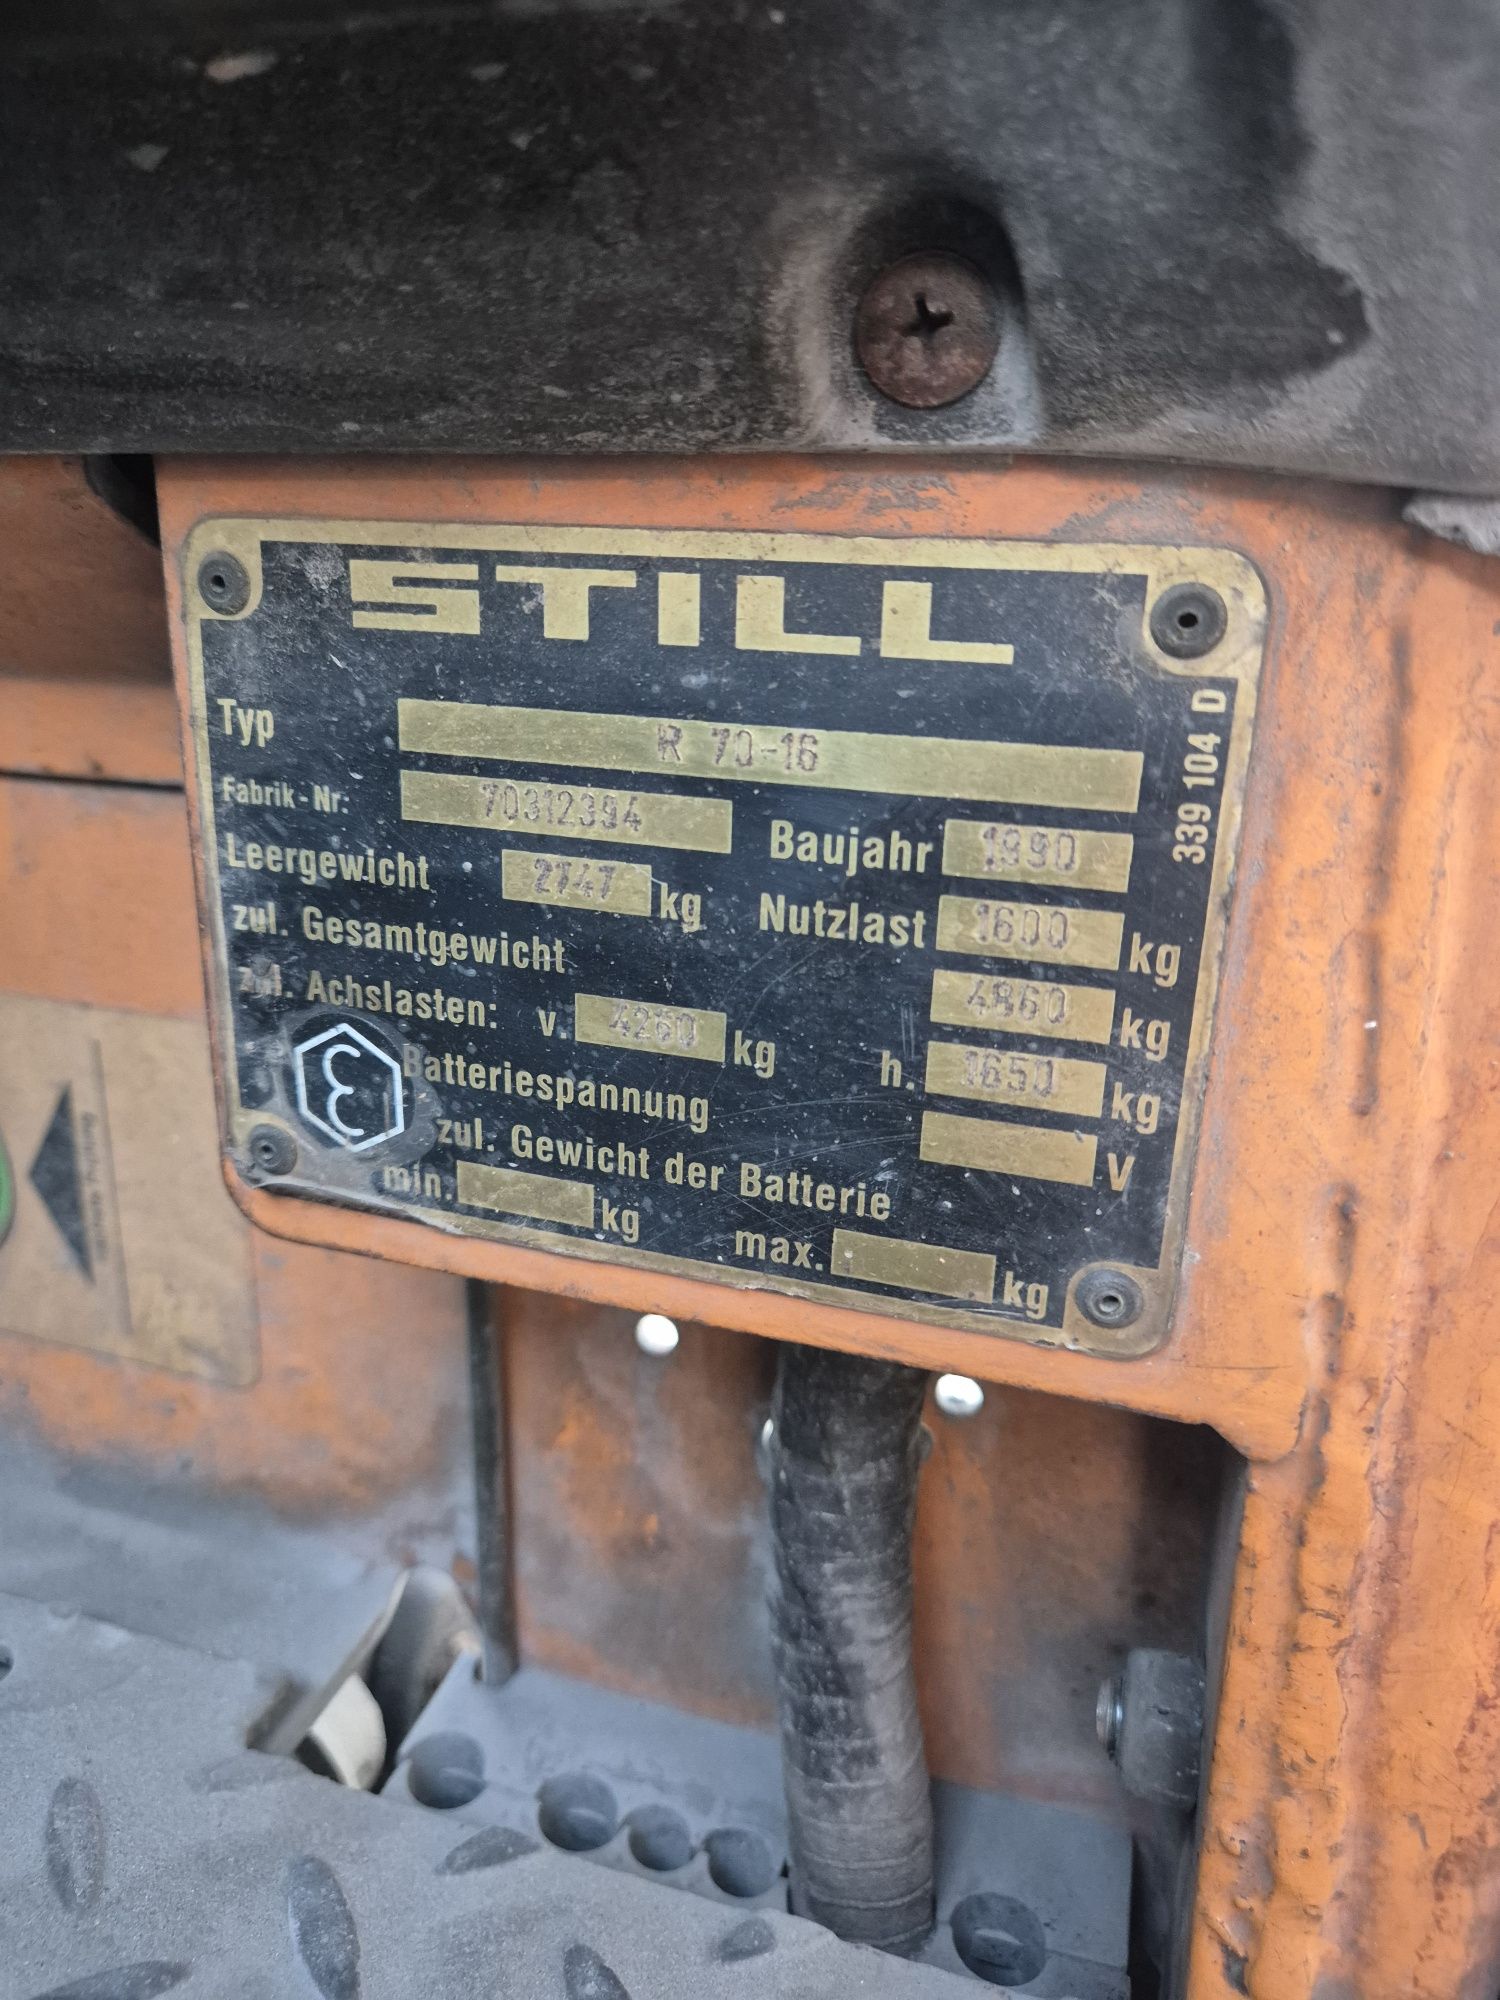 STILL
Typ R 70-16
Fabrik-Nr: 70312394 Baujahr 1990
Leergewicht 2747 kg Nutzlast 1600 kg
zul. Gesamtgewicht 4860 kg
zul. Achslasten: v. 4260 kg h. 1650 kg
Batteriespannung V
zul. Gewicht der Batterie
min. kg max. kg
339 104 D